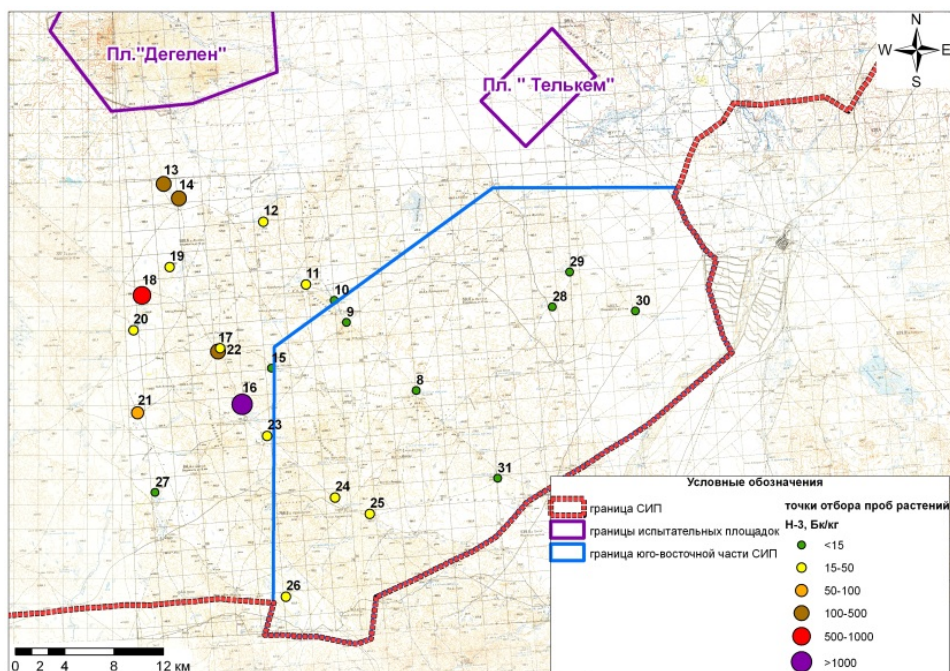 Пл."Дегелен"
Пл. " Телькем"
N
W E
S
13
14
12
19
11
29
18
10
28
30
20
9
17
22
15
8
16
21
23
27
31
24
25
26
Условные обозначения
граница СИП
границы испытательных площадок
граница юго-восточной части СИП
точки отбора проб растений
Н-3, Бк/кг
<15
15-50
50-100
100-500
500-1000
>1000
0 2 4 8 12 км